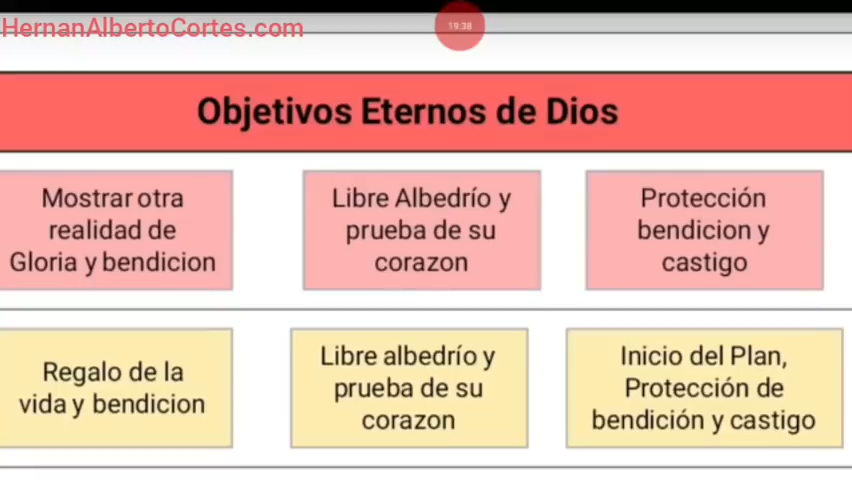 HernanAlbertoCortes.com
19:38
Objetivos Eternos de Dios
Mostrar otra
realidad de
Gloria y bendicion
Libre Albedrío y
prueba de su
corazon
Protección
bendicion y
castigo
Regalo de la
vida y bendicion
Libre albedrío y
prueba de su
corazon
Inicio del Plan,
Protección de
bendición y castigo